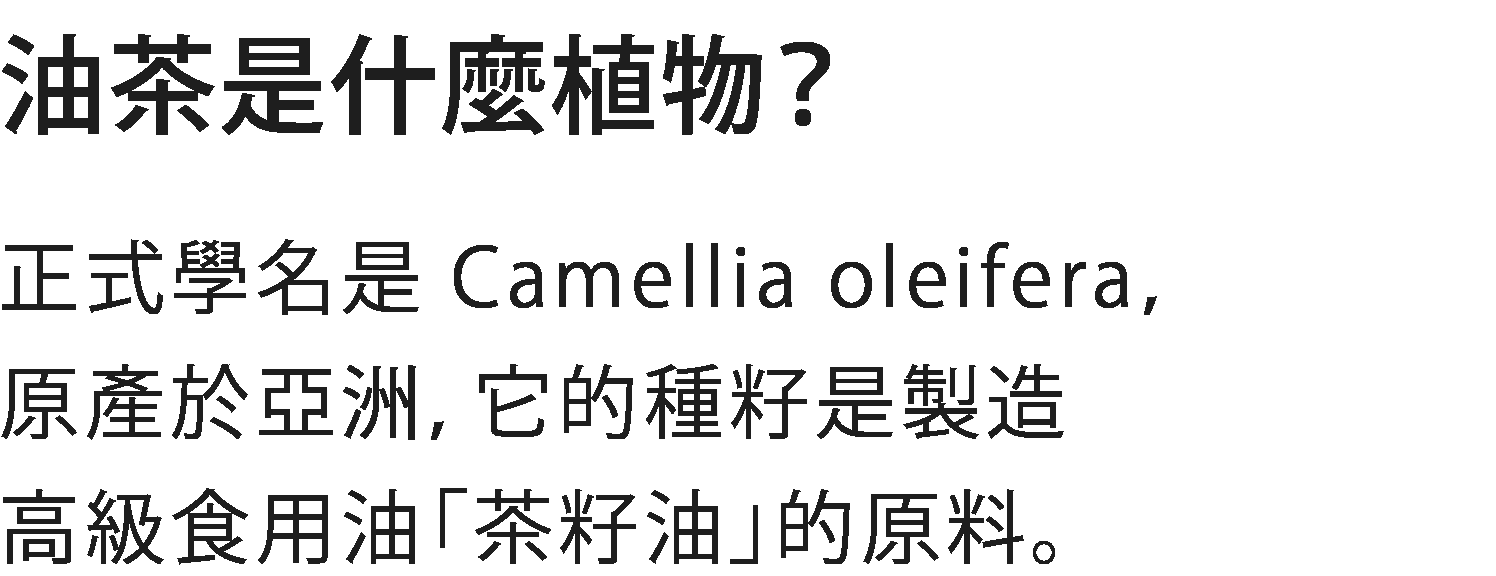 油茶是什麼植物？
正式學名是 Camellia oleifera,
原產於亞洲, 它的種籽是製造
高級食用油「茶籽油」的原料。